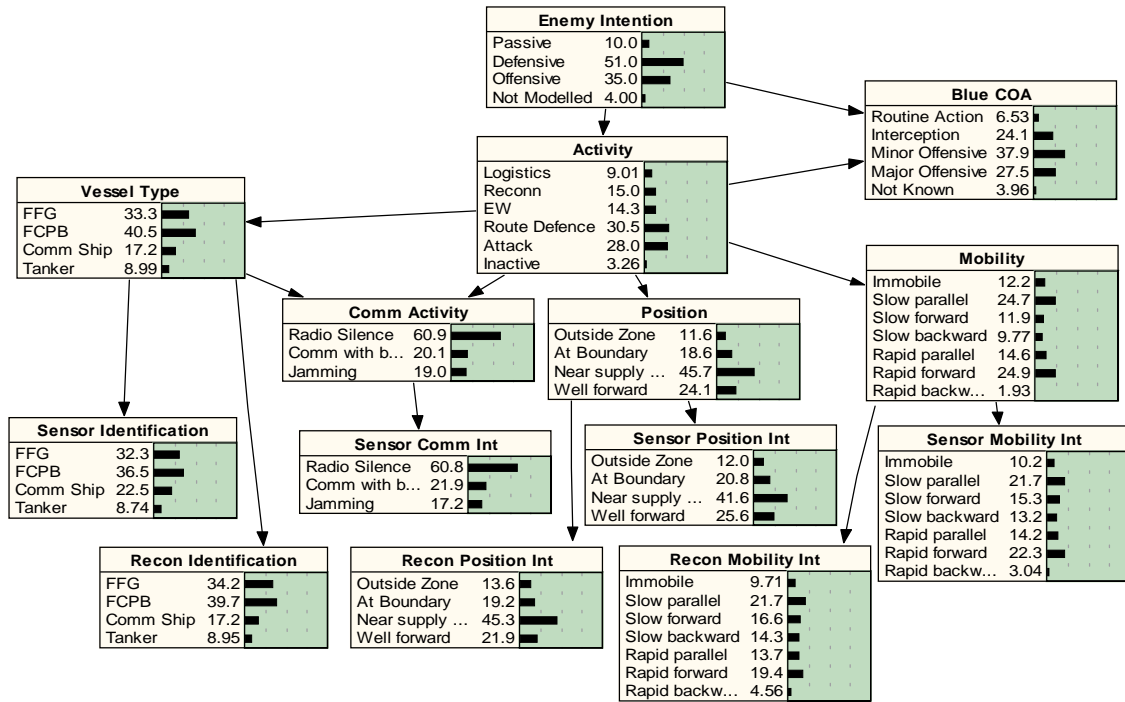 Enemy Intention
Passive 10.0
Defensive 51.0
Offensive 35.0
Not Modelled 4.00
Blue COA
Routine Action 6.53
Interception 24.1
Minor Offensive 37.9
Major Offensive 27.5
Not Known 3.96
Activity
Logistics 9.01
Reconn 15.0
EW 14.3
Route Defence 30.5
Attack 28.0
Inactive 3.26
Vessel Type
FFG 33.3
FCPB 40.5
Comm Ship 17.2
Tanker 8.99
Mobility
Immobile 12.2
Slow parallel 24.7
Slow forward 11.9
Slow backward 9.77
Rapid parallel 14.6
Rapid forward 24.9
Rapid backw... 1.93
Comm Activity
Radio Silence 60.9
Comm with b... 20.1
Jamming 19.0
Position
Outside Zone 11.6
At Boundary 18.6
Near supply ... 45.7
Well forward 24.1
Sensor Identification
FFG 32.3
FCPB 36.5
Comm Ship 22.5
Tanker 8.74
Sensor Comm Int
Radio Silence 60.8
Comm with b... 21.9
Jamming 17.2
Sensor Position Int
Outside Zone 12.0
At Boundary 20.8
Near supply ... 41.6
Well forward 25.6
Sensor Mobility Int
Immobile 10.2
Slow parallel 21.7
Slow forward 15.3
Slow backward 13.2
Rapid parallel 14.2
Rapid forward 22.3
Rapid backw... 3.04
Recon Identification
FFG 34.2
FCPB 39.7
Comm Ship 17.2
Tanker 8.95
Recon Position Int
Outside Zone 13.6
At Boundary 19.2
Near supply ... 45.3
Well forward 21.9
Recon Mobility Int
Immobile 9.71
Slow parallel 21.7
Slow forward 16.6
Slow backward 14.3
Rapid parallel 13.7
Rapid forward 19.4
Rapid backw... 4.56